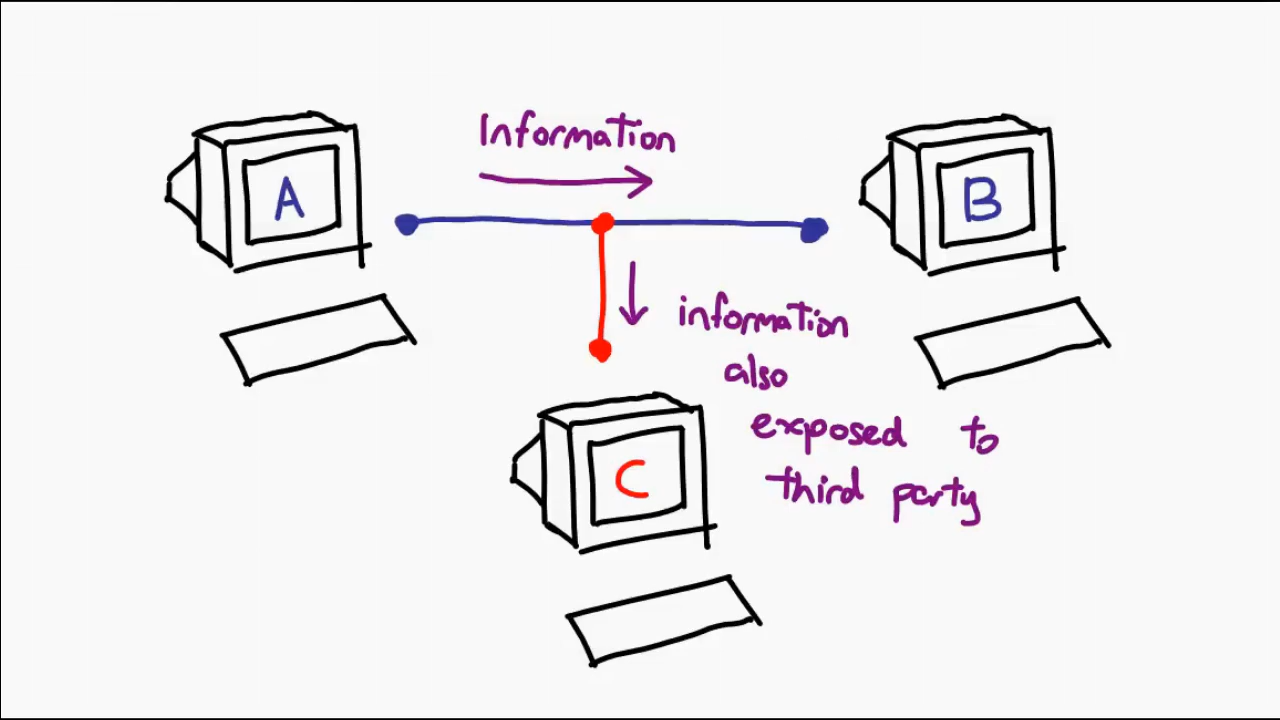 Information
A
B
information
also
exposed to
third party
C